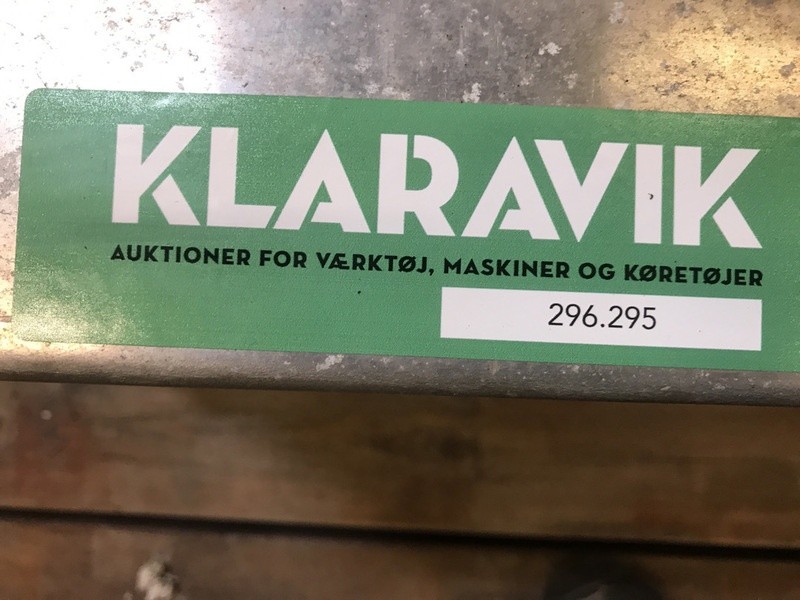 KLARAVIK
AUKTIONER FOR VÆRKTØJ, MASKINER OG KØRETØJER
296.295